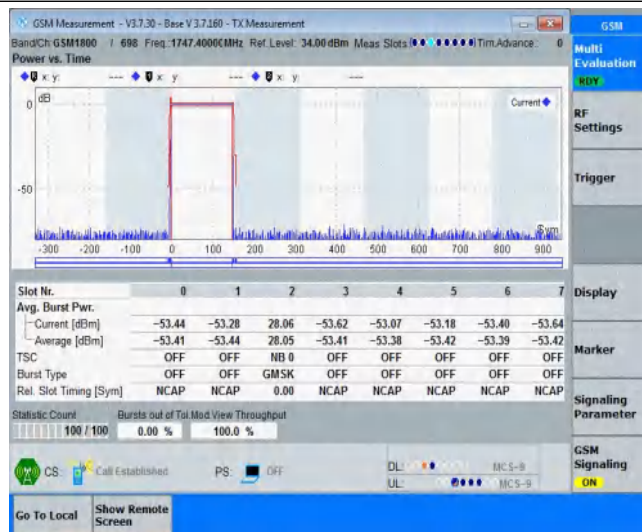 GSM Measurement - V3.7.30 - Base V 3.7.160 - TX Measurement
Band/Ch: GSM1800 / 698 Freq.: 1747.4000 MHz Ref.Level: 34.00 dBm Meas Slots Tim.Advance: 0
Power vs. Time
x: y: --- x y --- x y: ---
dB
Current
0
-50
Sym
-300 -200 -100 0 100 200 300 400 500 600 700 800 900
Slot Nr. 0 1 2 3 4 5 6 7
Avg. Burst Pwr.
Current [dBm] -53.44 -53.28 28.06 -53.62 -53.07 -53.18 -53.40 -53.64
Average [dBm] -53.41 -53.44 28.05 -53.41 -53.38 -53.42 -53.39 -53.42
TSC OFF OFF NB 0 OFF OFF OFF OFF OFF
Burst Type OFF OFF GMSK OFF OFF OFF OFF OFF
Rel. Slot Timing [Sym] NCAP NCAP 0.00 NCAP NCAP NCAP NCAP NCAP
Statistic Count Bursts out of Tol. Mod.View Throughput
100 / 100 0.00 % 100.0 %
CS: Call Established PS: OFF DL: MCS-9
UL: MCS-9
Go To Local
Show Remote Screen
GSM
Multi Evaluation
RDY
RF Settings
Trigger
Display
Marker
Signaling Parameter
GSM Signaling
ON